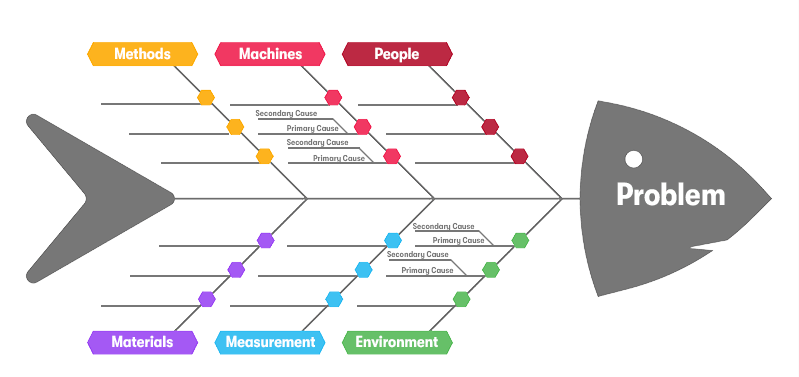 Methods
Machines
People
Secondary Cause
Primary Cause
Secondary Cause
Primary Cause
Problem
Secondary Cause
Primary Cause
Secondary Cause
Primary Cause
Materials
Measurement
Environment